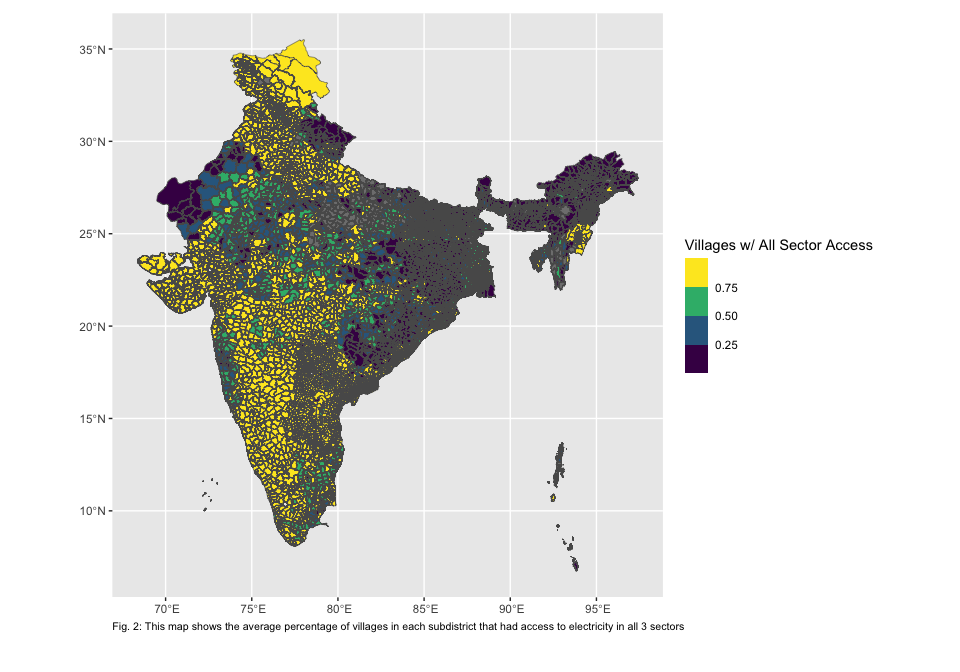 35°N
30°N
25°N
20°N
15°N
10°N
70°E 75°E 80°E 85°E 90°E 95°E
Villages w/ All Sector Access
0.75
0.50
0.25
Fig. 2: This map shows the average percentage of villages in each subdistrict that had access to electricity in all 3 sectors